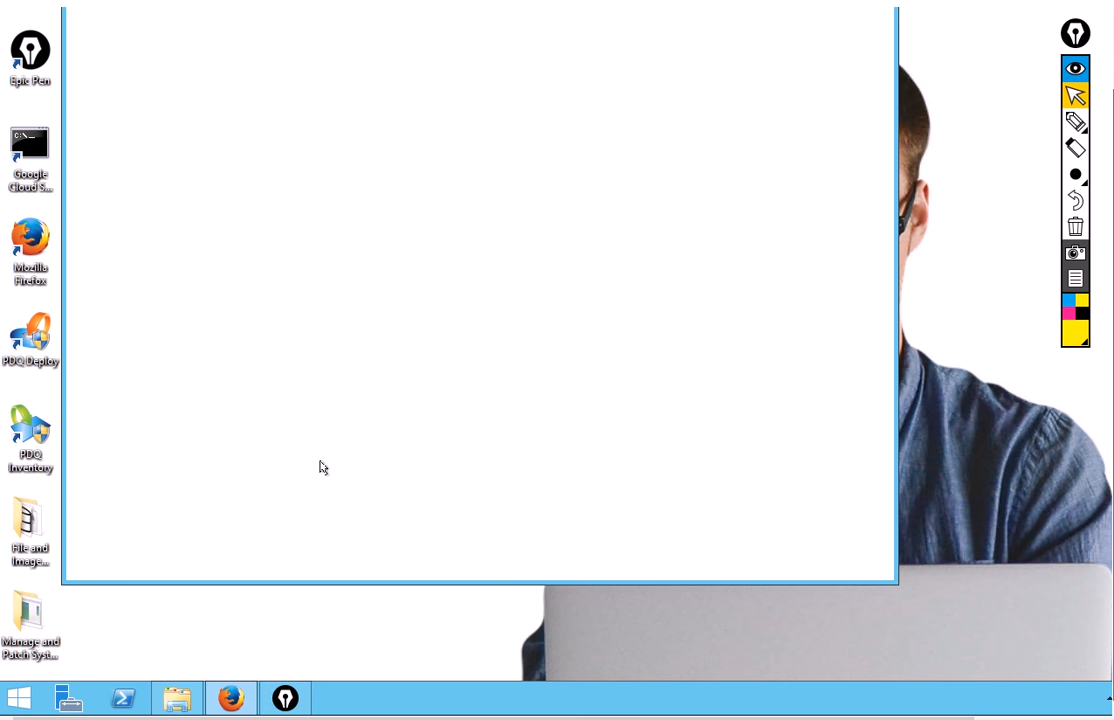 Epic Pen
C:\_
Google
Cloud S...
Mozilla
Firefox
PDQ Deploy
PDQ
Inventory
File and
Image...
Manage and
Patch Syst...